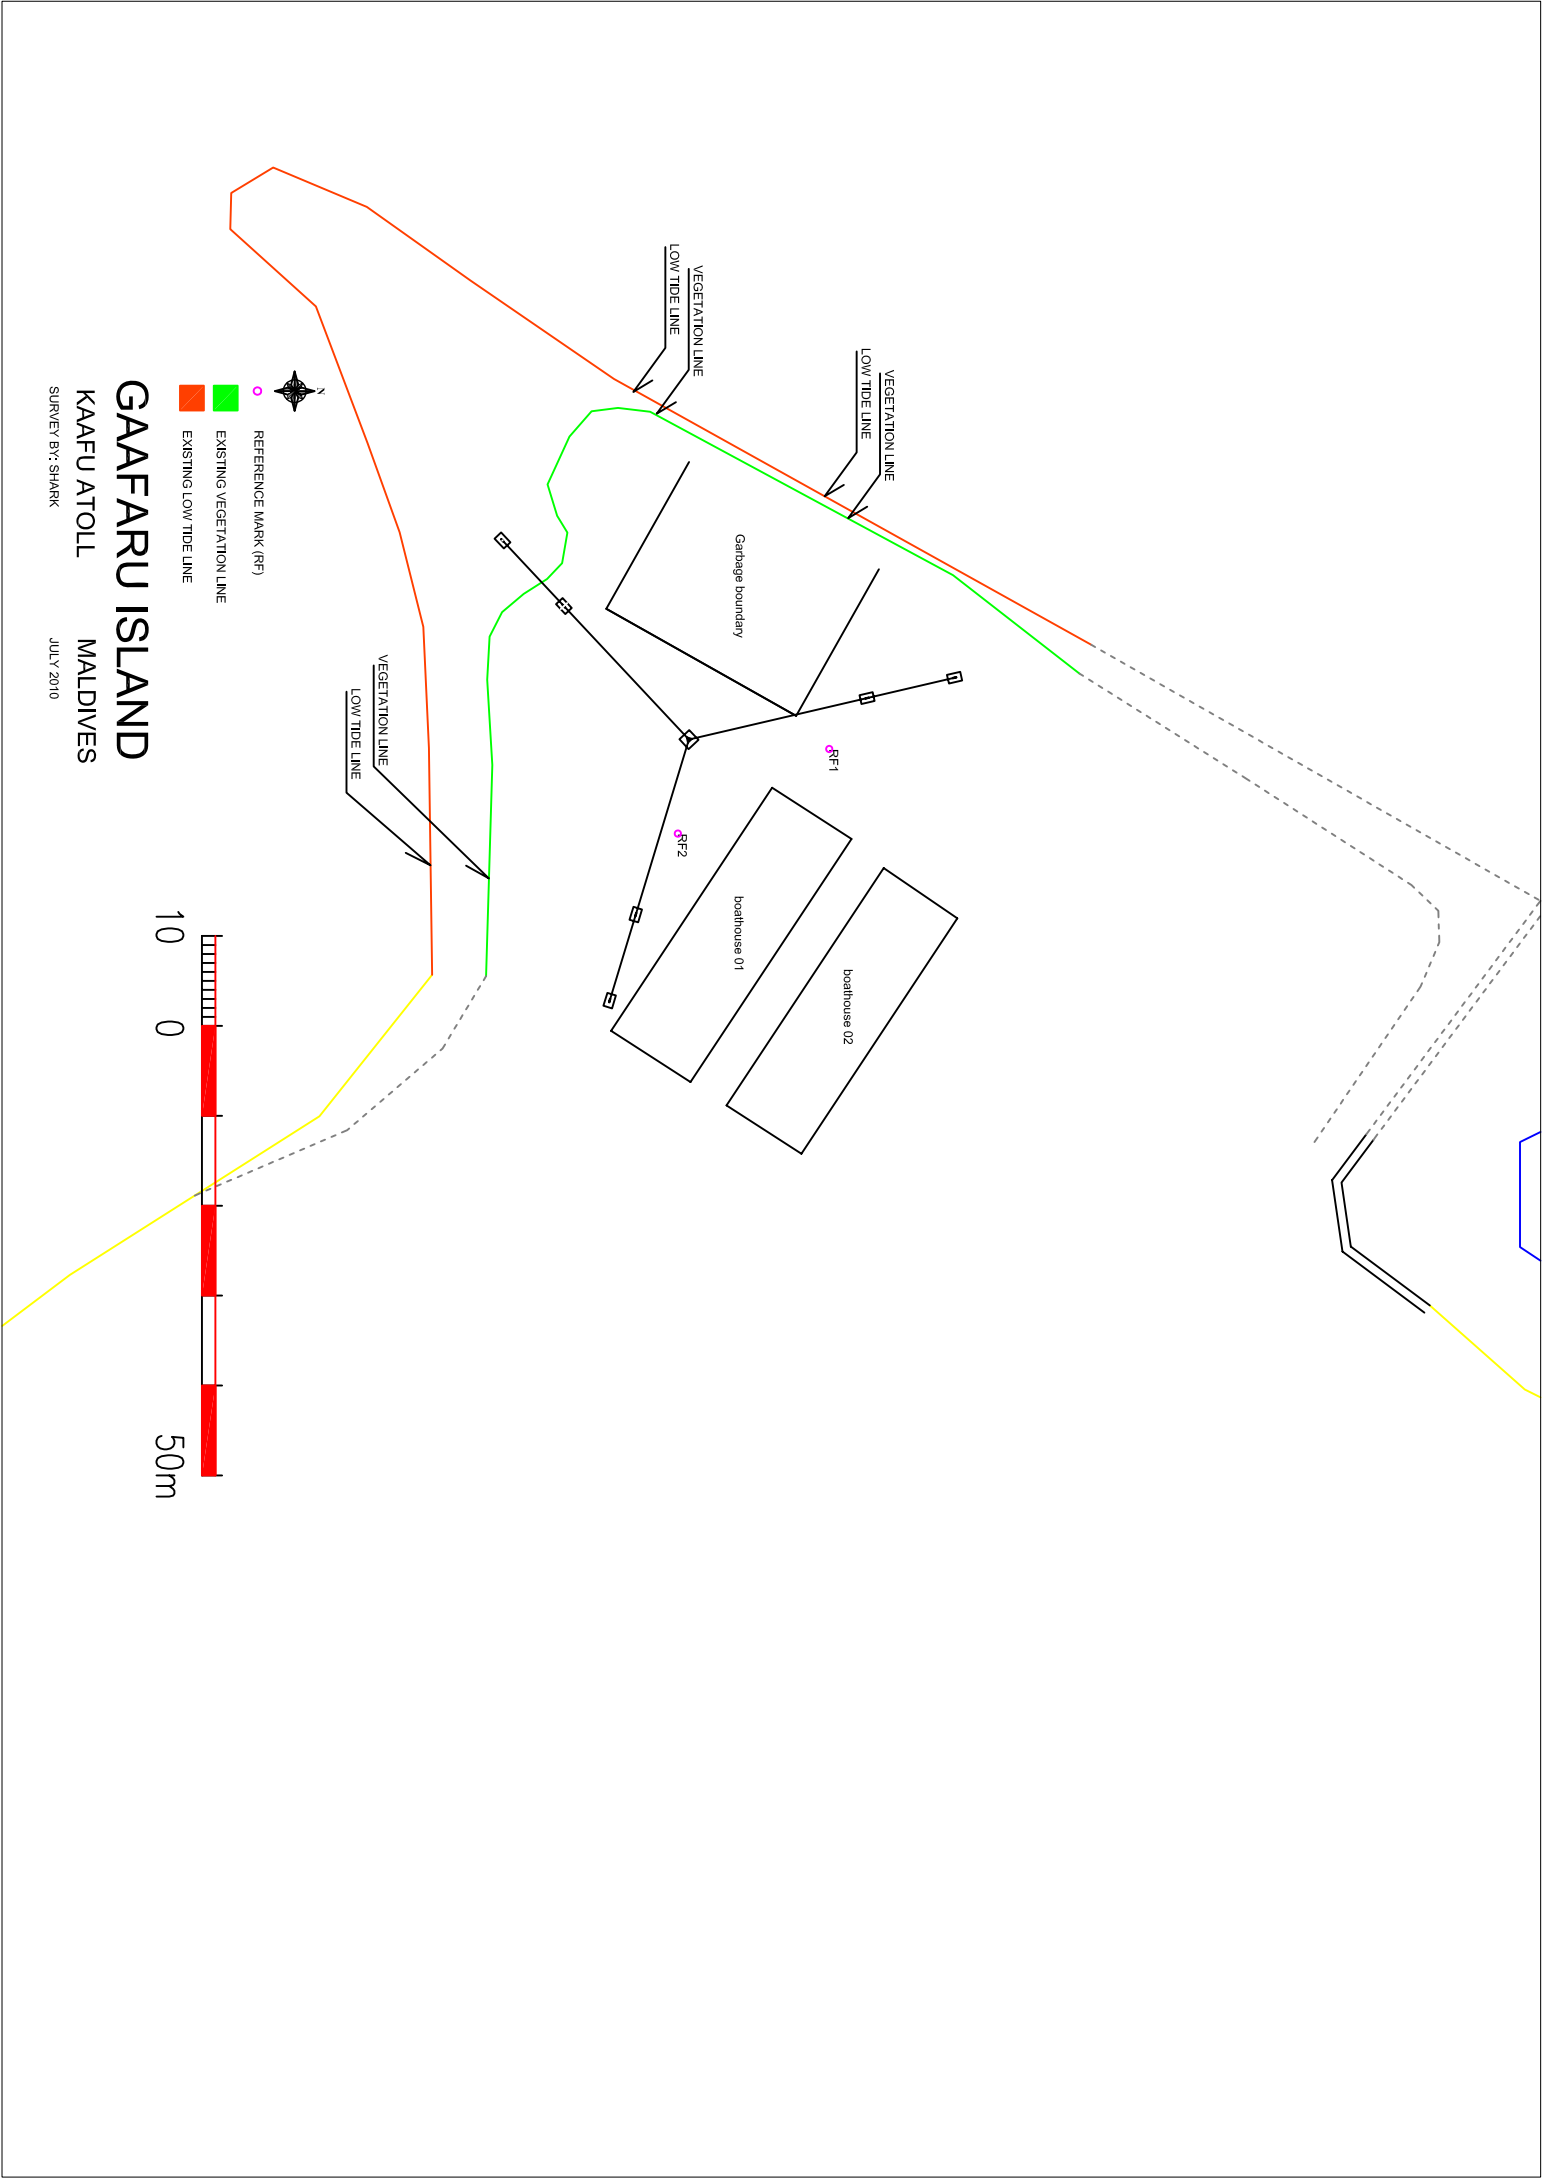 VEGETATION LINE
LOW TIDE LINE
VEGETATION LINE
LOW TIDE LINE
Garbage boundary
RF1
RF2
boathouse 02
boathouse 01
VEGETATION LINE
LOW TIDE LINE
N
REFERENCE MARK (RF)
EXISTING VEGETATION LINE
EXISTING LOW TIDE LINE
10 0 50m
GAAFARU ISLAND
KAAFU ATOLL MALDIVES
SURVEY BY: SHARK JULY 2010